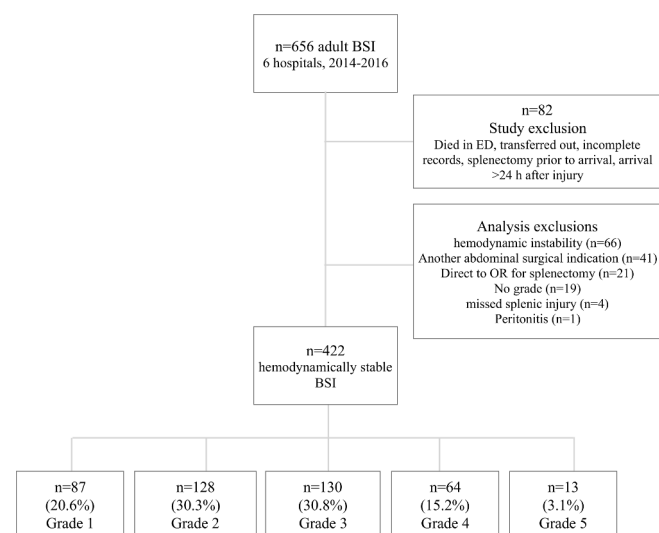 n=656 adult BSI
6 hospitals, 2014-2016
n=82
Study exclusion
Died in ED, transferred out, incomplete
records, splenectomy prior to arrival, arrival
>24 h after injury
Analysis exclusions
hemodynamic instability (n=66)
Another abdominal surgical indication (n=41)
Direct to OR for splenectomy (n=21)
No grade (n=19)
missed splenic injury (n=4)
Peritonitis (n=1)
n=422
hemodynamically stable
BSI
n=87
(20.6%)
Grade 1
n=128
(30.3%)
Grade 2
n=130
(30.8%)
Grade 3
n=64
(15.2%)
Grade 4
n=13
(3.1%)
Grade 5